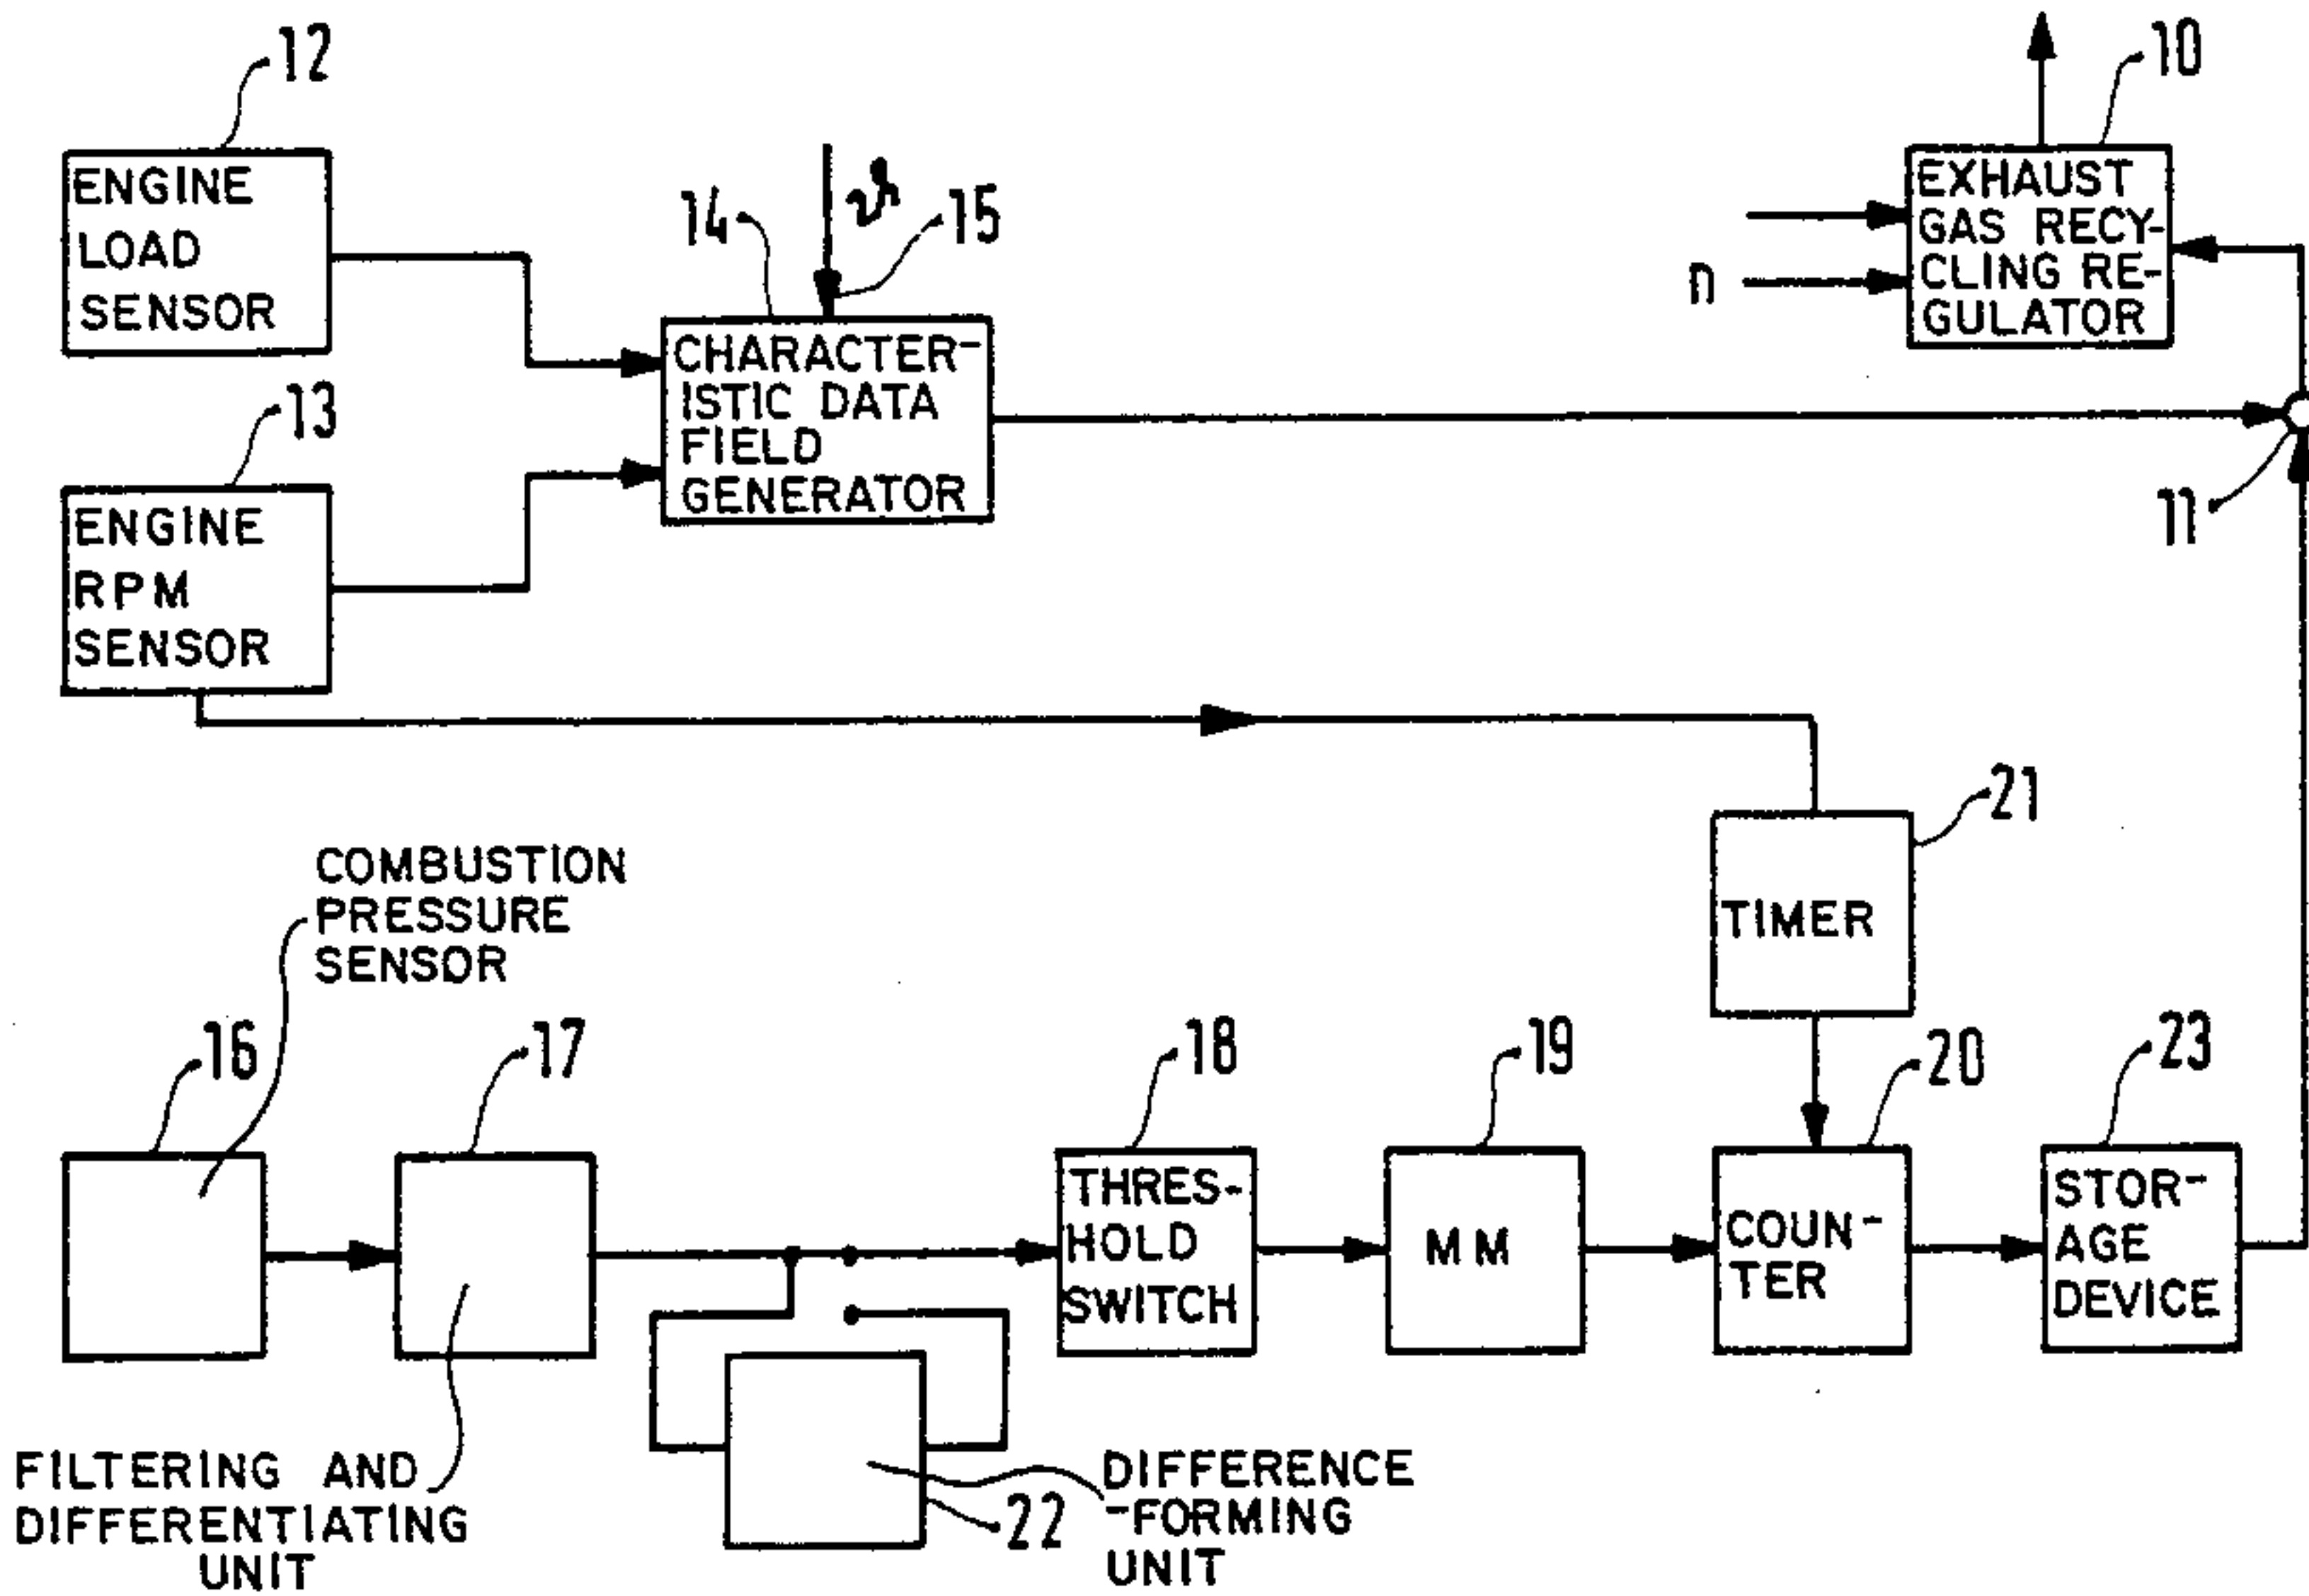 12
ENGINE
LOAD
SENSOR
13
ENGINE
RPM
SENSOR
14
ϑ
15
CHARACTER-
ISTIC DATA
FIELD
GENERATOR
10
EXHAUST
GAS RECY-
CLING RE-
GULATOR
n
11
21
TIMER
COMBUSTION
PRESSURE
SENSOR
16
17
18
THRES-
HOLD
SWITCH
19
MM
20
COUN-
TER
23
STOR-
AGE
DEVICE
FILTERING AND
DIFFERENTIATING
UNIT
22
DIFFERENCE
-FORMING
UNIT